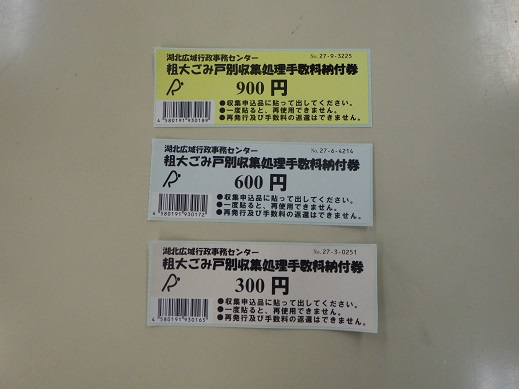 湖北広域行政事務センター No.27-9-3225
粗大ごみ戸別収集処理手数料納付券
900 円
●収集申込品に貼って出してください。
●一度貼ると、再使用できません。
●再発行及び手数料の返還はできません。
4 580191 930189
湖北広域行政事務センター No.27-6-4214
粗大ごみ戸別収集処理手数料納付券
600 円
●収集申込品に貼って出してください。
●一度貼ると、再使用できません。
●再発行及び手数料の返還はできません。
4 580191 930172
湖北広域行政事務センター No.27-3-0251
粗大ごみ戸別収集処理手数料納付券
300 円
●収集申込品に貼って出してください。
●一度貼ると、再使用できません。
●再発行及び手数料の返還はできません。
4 580191 930165